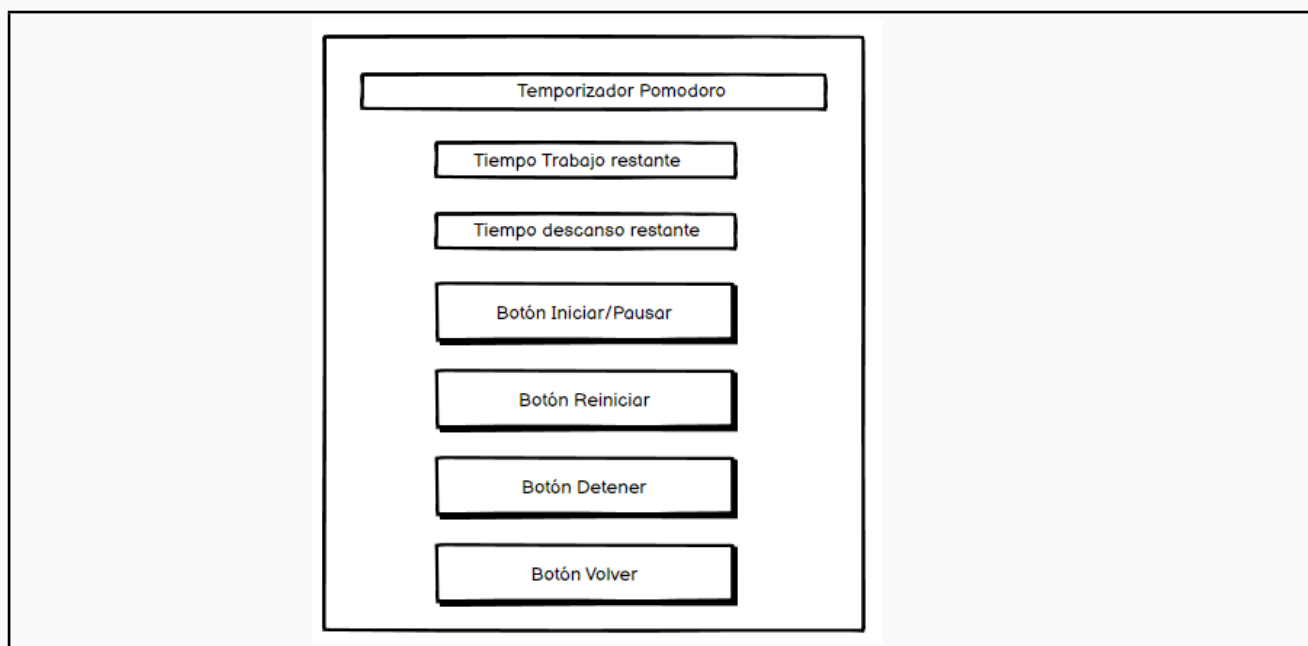 Temporizador Pomodoro
Tiempo Trabajo restante
Tiempo descanso restante
Botón Iniciar/Pausar
Botón Reiniciar
Botón Detener
Botón Volver